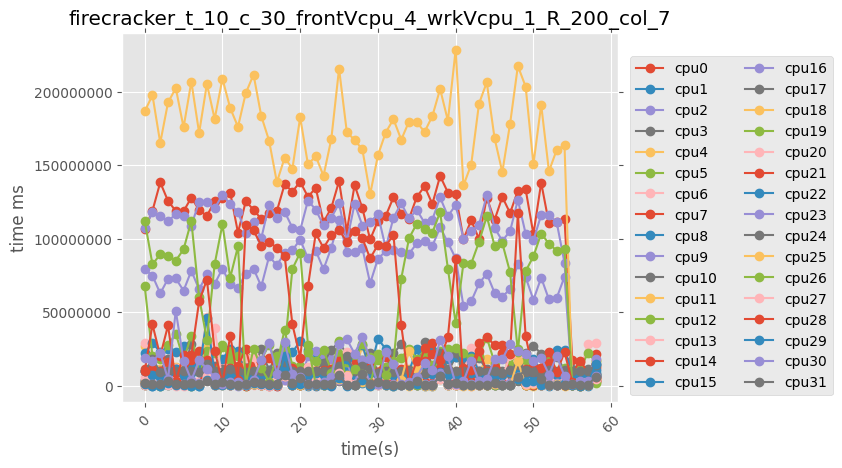 firecracker_t_10_c_30_frontVcpu_4_wrkVcpu_1_R_200_col_7
time ms
200000000
150000000
100000000
50000000
0
0
10
20
30
40
50
60
time(s)
cpu0
cpu1
cpu2
cpu3
cpu4
cpu5
cpu6
cpu7
cpu8
cpu9
cpu10
cpu11
cpu12
cpu13
cpu14
cpu15
cpu16
cpu17
cpu18
cpu19
cpu20
cpu21
cpu22
cpu23
cpu24
cpu25
cpu26
cpu27
cpu28
cpu29
cpu30
cpu31